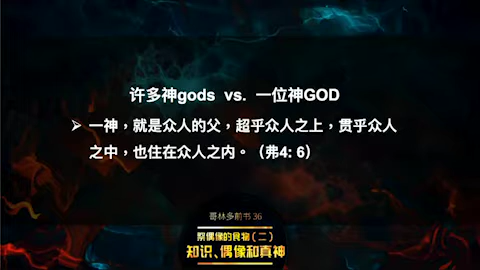 许多神gods vs. 一位神GOD
➢ 一神，就是众人的父，超乎众人之上，贯乎众人
之中，也住在众人之内。（弗4: 6）
哥林多前书 36
祭偶像的食物（二）
知识、偶像和真神